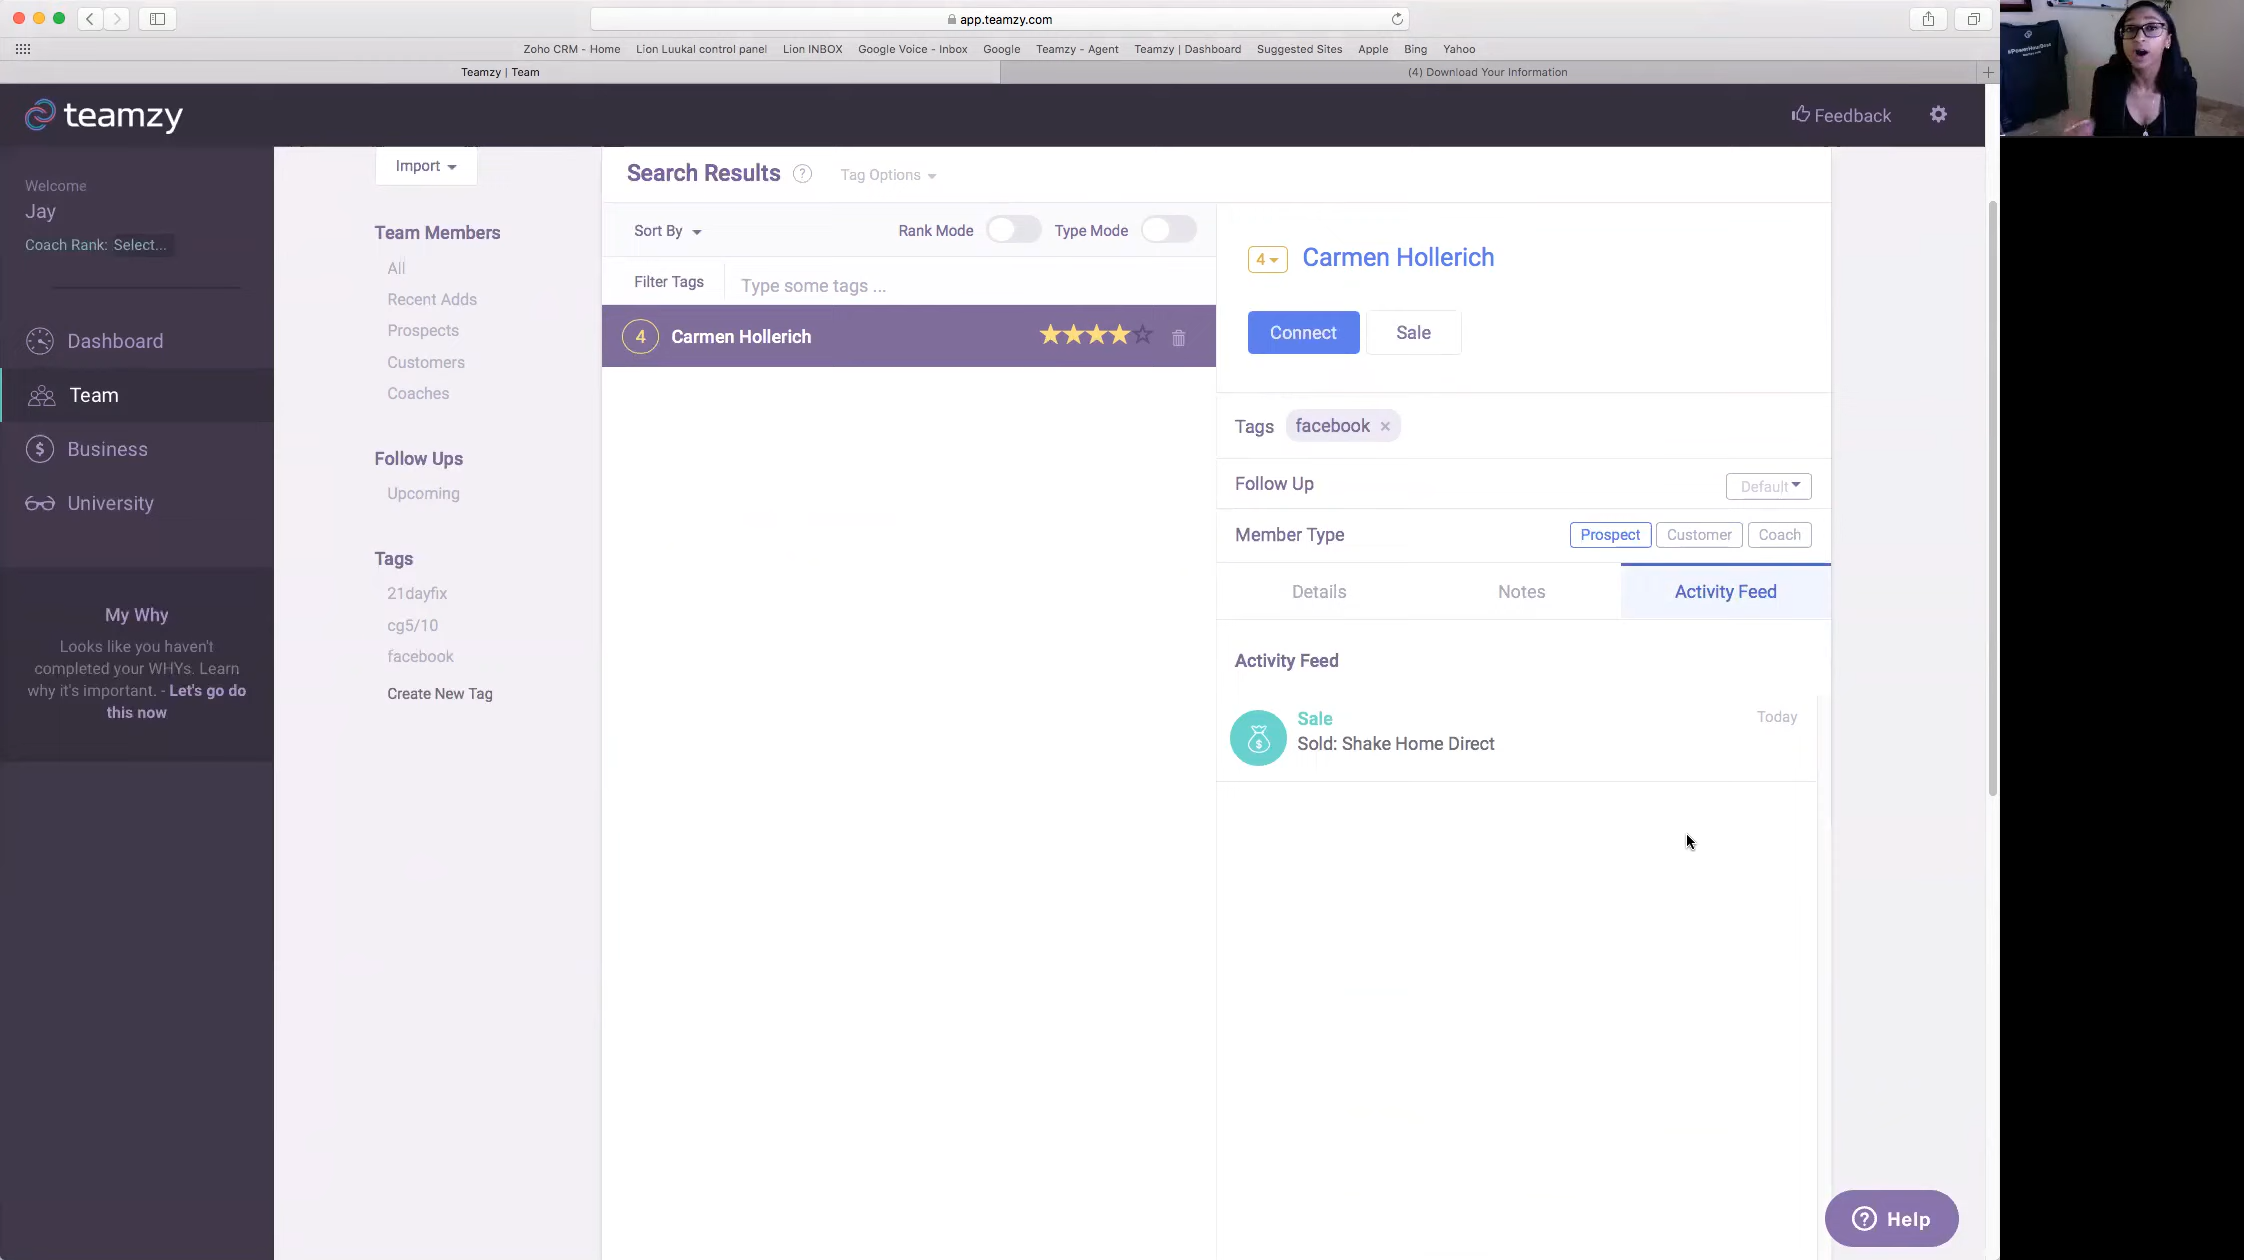 app.teamzy.com
Zoho CRM - Home Lion Luukal control panel Lion INBOX Google Voice - Inbox Google Teamzy - Agent Teamzy | Dashboard Suggested Sites Apple Bing Yahoo
Teamzy | Team
(4) Download Your Information
teamzy
Feedback
Welcome
Jay
Coach Rank: Select...
Dashboard
Team
Business
University
My Why
Looks like you haven't
completed your WHYs. Learn
why it's important. - Let's go do
this now
Import
Team Members
All
Recent Adds
Prospects
Customers
Coaches
Follow Ups
Upcoming
Tags
21dayfix
cg5/10
facebook
Create New Tag
Search Results ? Tag Options
Sort By Rank Mode Type Mode
Filter Tags Type some tags ...
4 Carmen Hollerich
4 Carmen Hollerich
Connect Sale
Tags facebook ×
Follow Up Default
Member Type Prospect Customer Coach
Details Notes Activity Feed
Activity Feed
Sale Today
Sold: Shake Home Direct
? Help